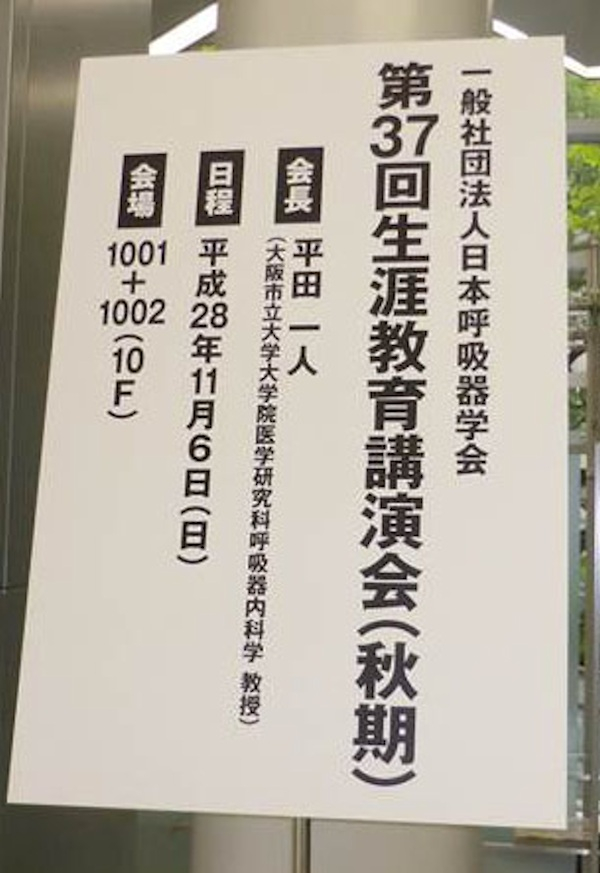 一般社団法人日本呼吸器学会
第37回生涯教育講演会(秋期)
会長 平田 一人
(大阪市立大学大学院医学研究科呼吸器内科学 教授)
日程 平成28年11月6日(日)
会場 1001+1002(10F)